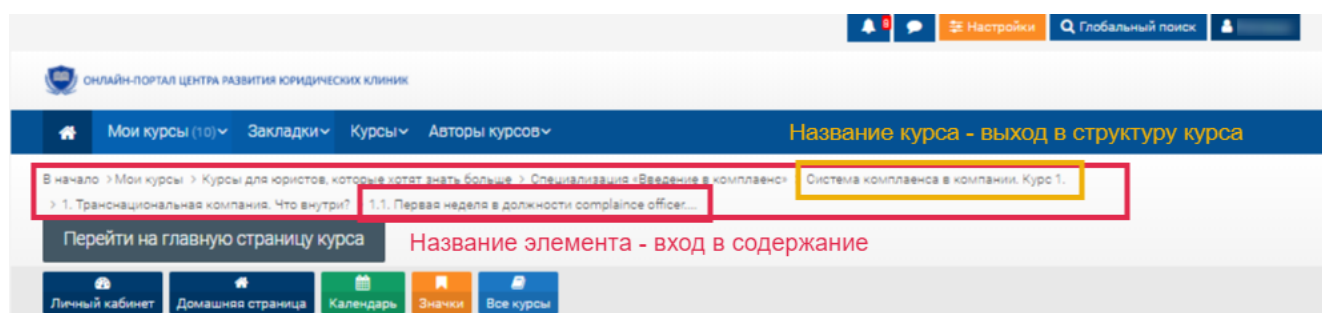 8 Настройки Глобальный поиск
ОНЛАЙН-ПОРТАЛ ЦЕНТРА РАЗВИТИЯ ЮРИДИЧЕСКИХ КЛИНИК
Мои курсы (10) Закладки Курсы Авторы курсов
Название курса - выход в структуру курса
В начало > Мои курсы > Курсы для юристов, которые хотят знать больше > Специализация «Введение в комплаенс» > Система комплаенса в компании. Курс 1.
> 1. Транснациональная компания. Что внутри? 1.1. Первая неделя в должности complaince officer....
Перейти на главную страницу курса
Название элемента - вход в содержание
Личный кабинет Домашняя страница Календарь Значки Все курсы